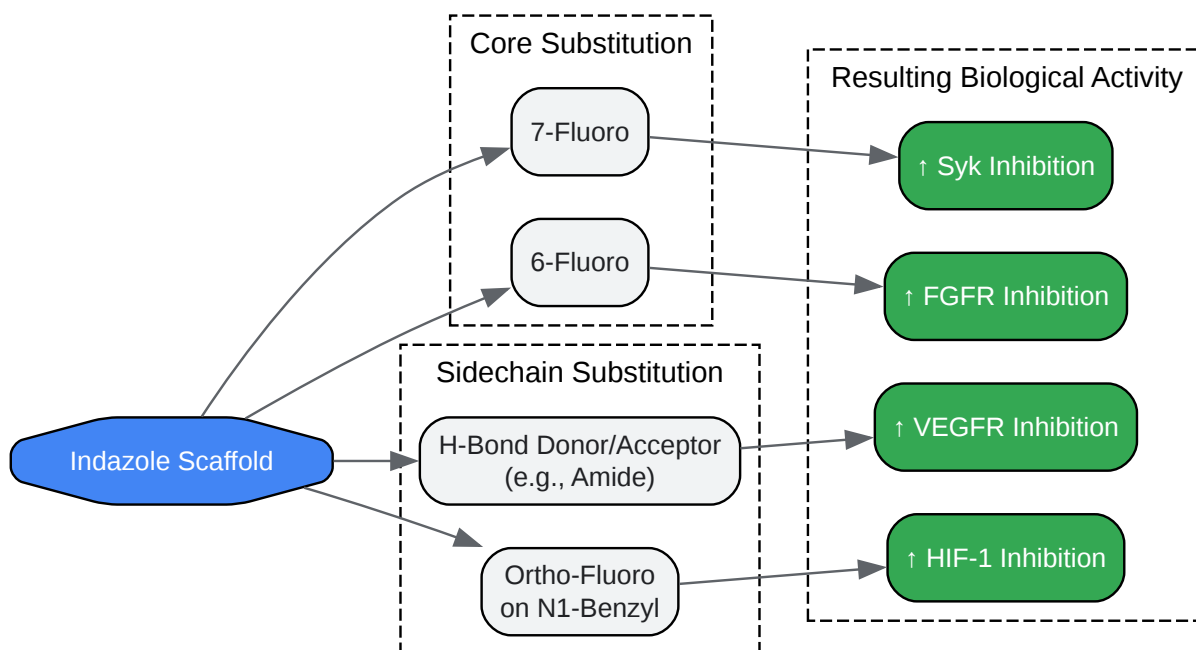 Core Substitution
7-Fluoro
6-Fluoro
Sidechain Substitution
H-Bond Donor/Acceptor
(e.g., Amide)
Ortho-Fluoro
on N1-Benzyl
Indazole Scaffold
Resulting Biological Activity
↑ Syk Inhibition
↑ FGFR Inhibition
↑ VEGFR Inhibition
↑ HIF-1 Inhibition